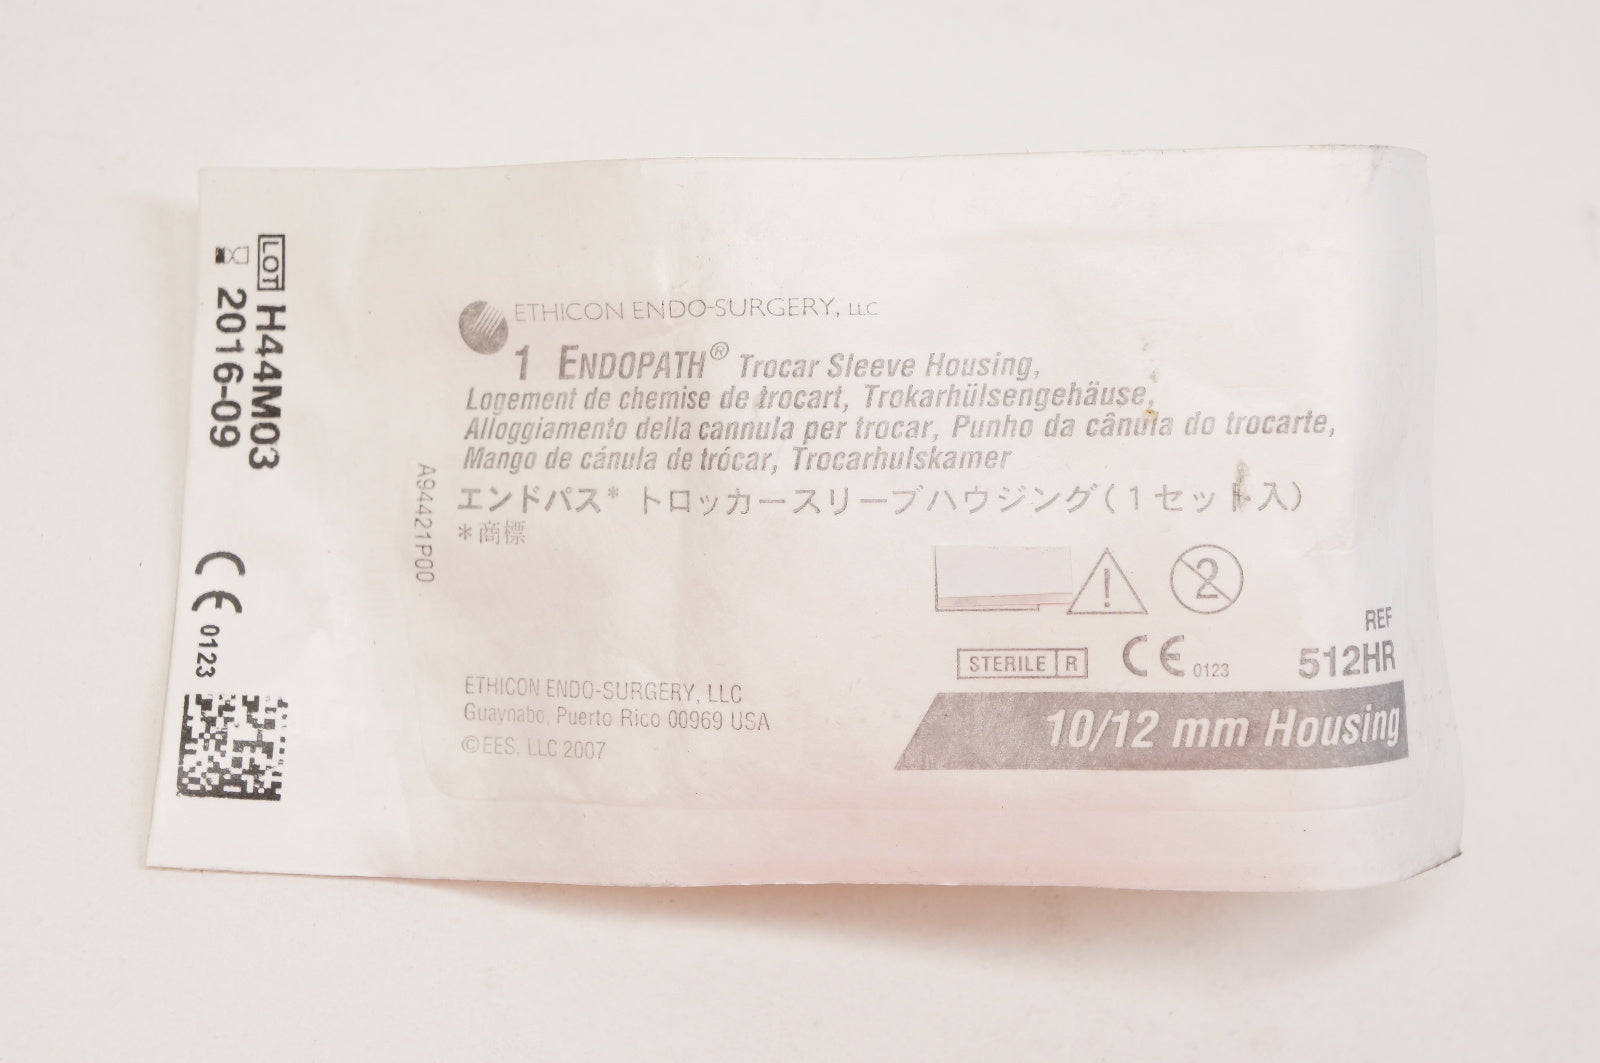 LOT H44M03
2016-09
0123
A94421P00
ETHICON ENDO-SURGERY, LLC
1 ENDOPATH® Trocar Sleeve Housing,
Logement de chemise de trocart, Trokarhülsengehäuse,
Alloggiamento della cannula per trocar, Punho da cânula do trocarte,
Mango de cánula de trócar, Trocarhulskamer
エンドパス* トロッカースリーブハウジング(1セット入)
*商標
2
STERILE R
CE 0123
REF
512HR
10/12 mm Housing
ETHICON ENDO-SURGERY, LLC
Guaynabo, Puerto Rico 00969 USA
©EES, LLC 2007